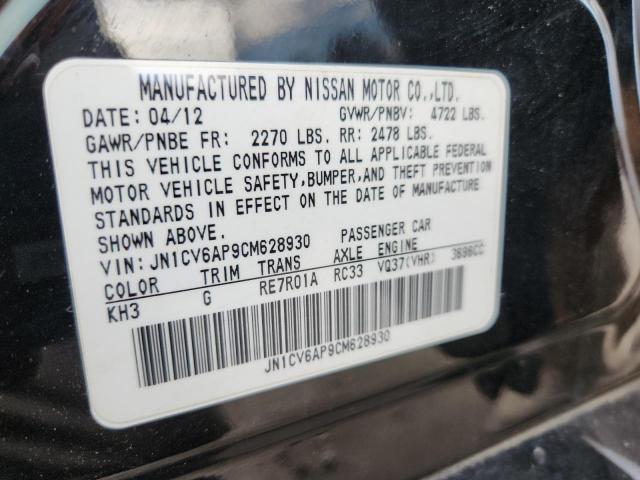 MANUFACTURED BY NISSAN MOTOR CO.,LTD.
DATE: 04/12 GVWR/PNBV: 4722 LBS.
GAWR/PNBE FR: 2270 LBS. RR: 2478 LBS.
THIS VEHICLE CONFORMS TO ALL APPLICABLE FEDERAL
MOTOR VEHICLE SAFETY,BUMPER,AND THEFT PREVENTION
STANDARDS IN EFFECT ON THE DATE OF MANUFACTURE
SHOWN ABOVE.
VIN: JN1CV6AP9CM628930 PASSENGER CAR
COLOR TRIM TRANS AXLE ENGINE
KH3 G RE7R01A RC33 VQ37(VHR) 3696CC
JN1CV6AP9CM628930